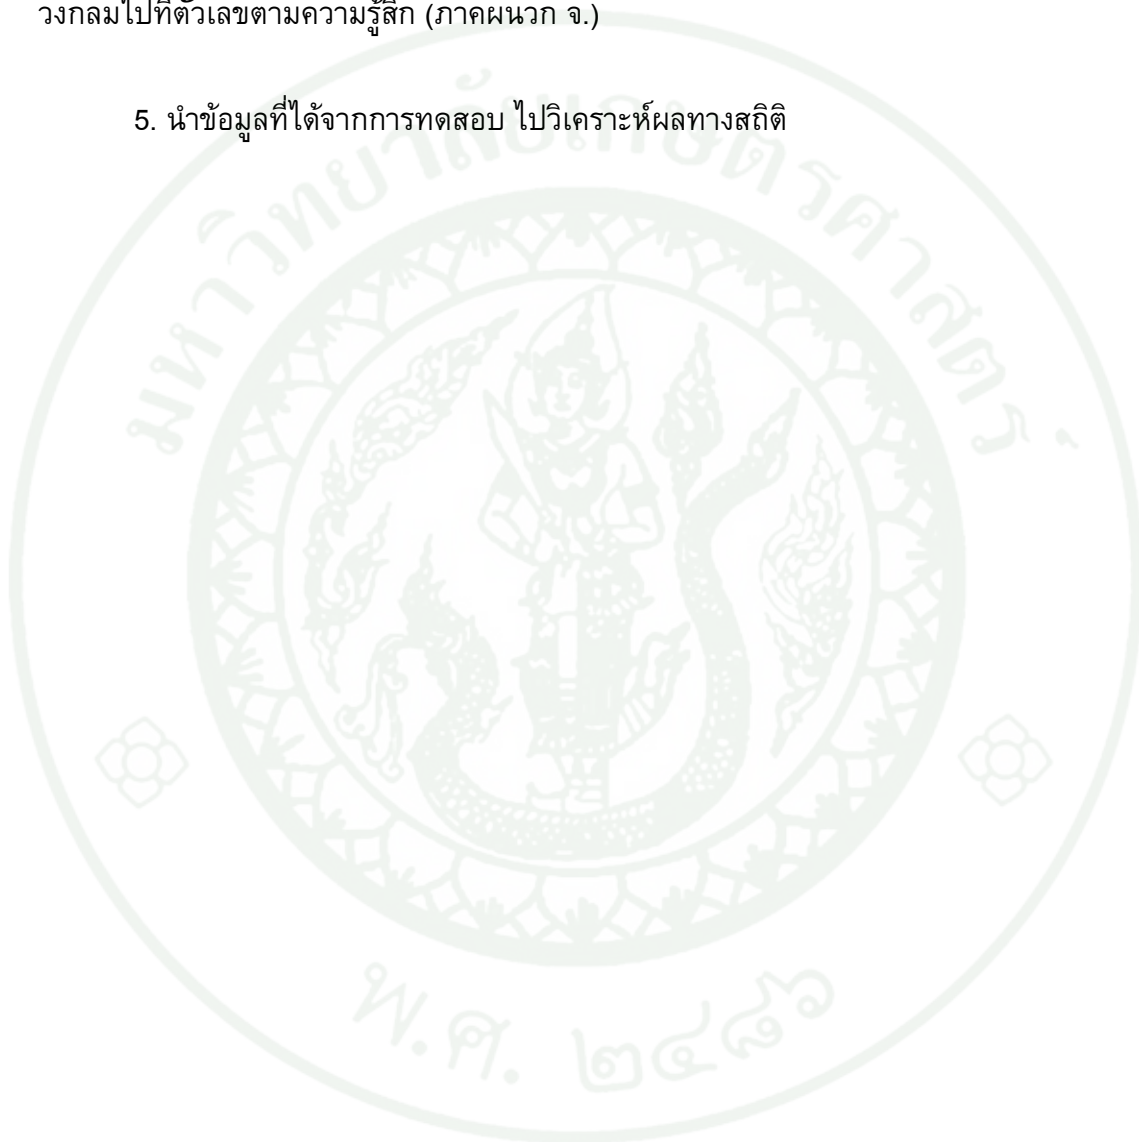 วงกลมไปที่ตัวเลขตามความรู้สึก (ภาคผนวก จ.)
5. นำข้อมูลที่ได้จากการทดสอบ ไปวิเคราะห์ผลทางสถิติ
มหาวิทยาลัยเกษตรศาสตร์
พ.ศ. ๒๔๘๖